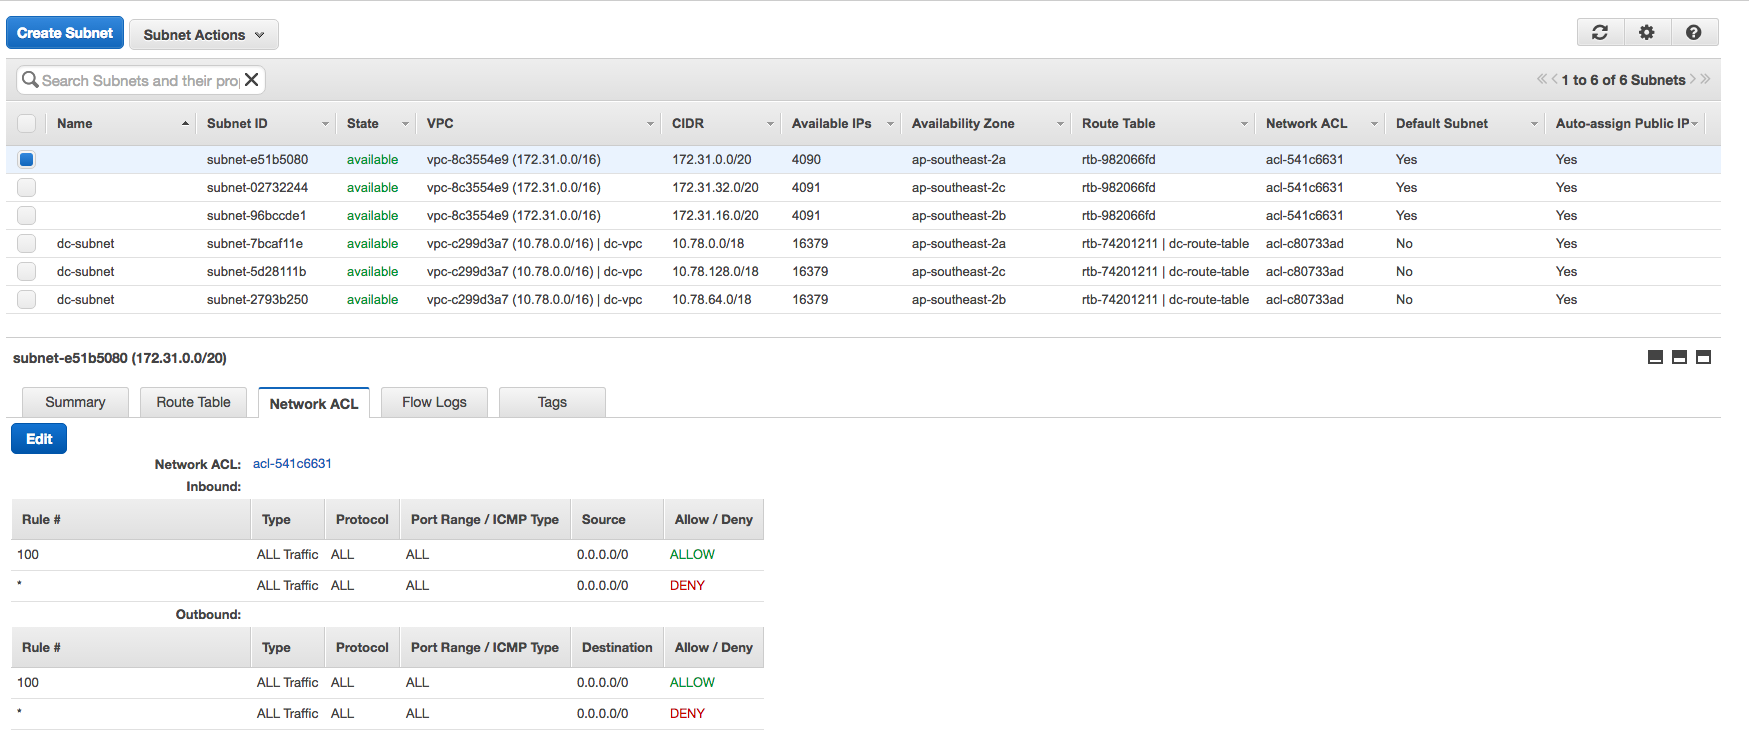 Create Subnet Subnet Actions
Search Subnets and their pro 1 to 6 of 6 Subnets
Name Subnet ID State VPC CIDR Available IPs Availability Zone Route Table Network ACL Default Subnet Auto-assign Public IP
subnet-e51b5080 available vpc-8c3554e9 (172.31.0.0/16) 172.31.0.0/20 4090 ap-southeast-2a rtb-982066fd acl-541c6631 Yes Yes
subnet-02732244 available vpc-8c3554e9 (172.31.0.0/16) 172.31.32.0/20 4091 ap-southeast-2c rtb-982066fd acl-541c6631 Yes Yes
subnet-96bccde1 available vpc-8c3554e9 (172.31.0.0/16) 172.31.16.0/20 4091 ap-southeast-2b rtb-982066fd acl-541c6631 Yes Yes
dc-subnet subnet-7bcaf11e available vpc-c299d3a7 (10.78.0.0/16) | dc-vpc 10.78.0.0/18 16379 ap-southeast-2a rtb-74201211 | dc-route-table acl-c80733ad No Yes
dc-subnet subnet-5d28111b available vpc-c299d3a7 (10.78.0.0/16) | dc-vpc 10.78.128.0/18 16379 ap-southeast-2c rtb-74201211 | dc-route-table acl-c80733ad No Yes
dc-subnet subnet-2793b250 available vpc-c299d3a7 (10.78.0.0/16) | dc-vpc 10.78.64.0/18 16379 ap-southeast-2b rtb-74201211 | dc-route-table acl-c80733ad No Yes
subnet-e51b5080 (172.31.0.0/20)
Summary Route Table Network ACL Flow Logs Tags
Edit
Network ACL: acl-541c6631
Inbound:
Rule # Type Protocol Port Range / ICMP Type Source Allow / Deny
100 ALL Traffic ALL ALL 0.0.0.0/0 ALLOW
* ALL Traffic ALL ALL 0.0.0.0/0 DENY
Outbound:
Rule # Type Protocol Port Range / ICMP Type Destination Allow / Deny
100 ALL Traffic ALL ALL 0.0.0.0/0 ALLOW
* ALL Traffic ALL ALL 0.0.0.0/0 DENY